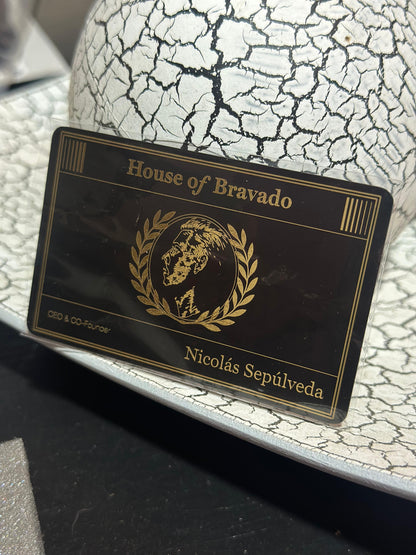 House of Bravado
CEO & CO-Founder
Nicolás Sepúlveda